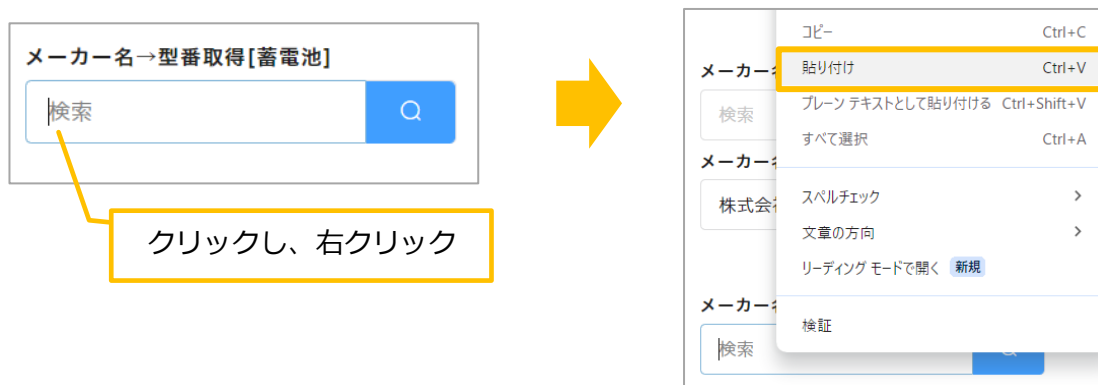 メーカー名→型番取得[蓄電池]
検索
クリックし、右クリック
コピー Ctrl+C
メーカー
貼り付け Ctrl+V
検索
プレーン テキストとして貼り付ける Ctrl+Shift+V
すべて選択 Ctrl+A
メーカー
株式会
スペルチェック
文章の方向
リーディング モードで開く 新規
メーカー
検証
検索